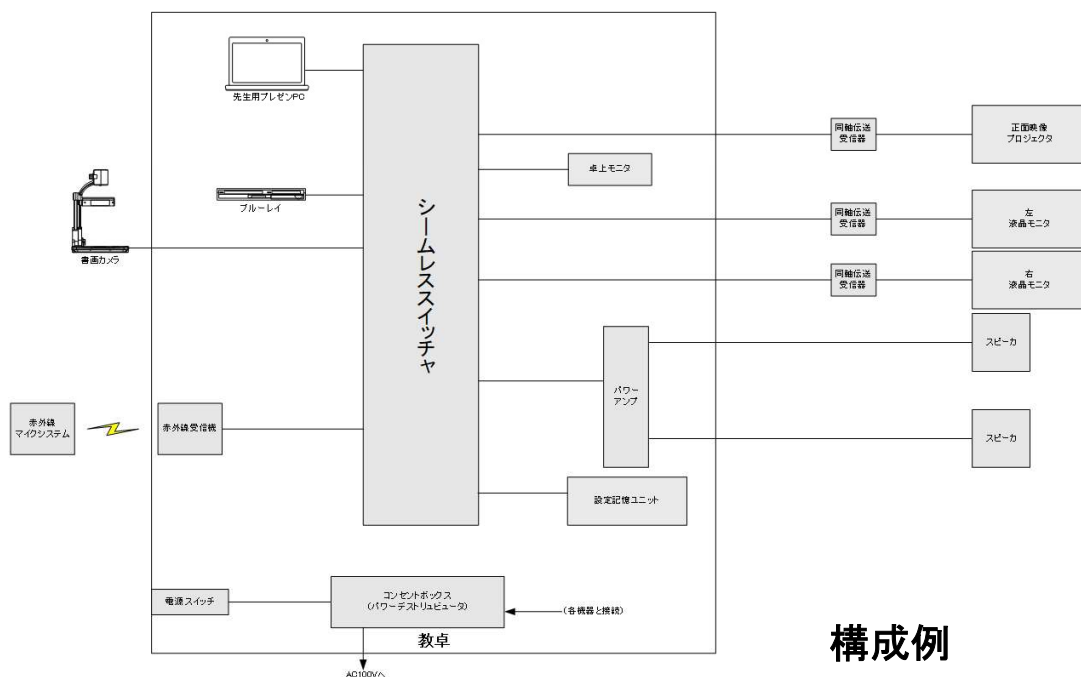 先生用プレゼンPC
ブルーレイ
書画カメラ
シームレススイッチャ
同軸伝送
受信器
正面映像
プロジェクタ
卓上モニタ
同軸伝送
受信器
左
液晶モニタ
同軸伝送
受信器
右
液晶モニタ
スピーカ
パワー
アンプ
赤外線
マイクシステム
赤外線受信機
スピーカ
設定記憶ユニット
電源スイッチ
コンセントボックス
(パワーデストリュビュータ)
(各機器と接続)
教卓
AC100Vへ
構成例